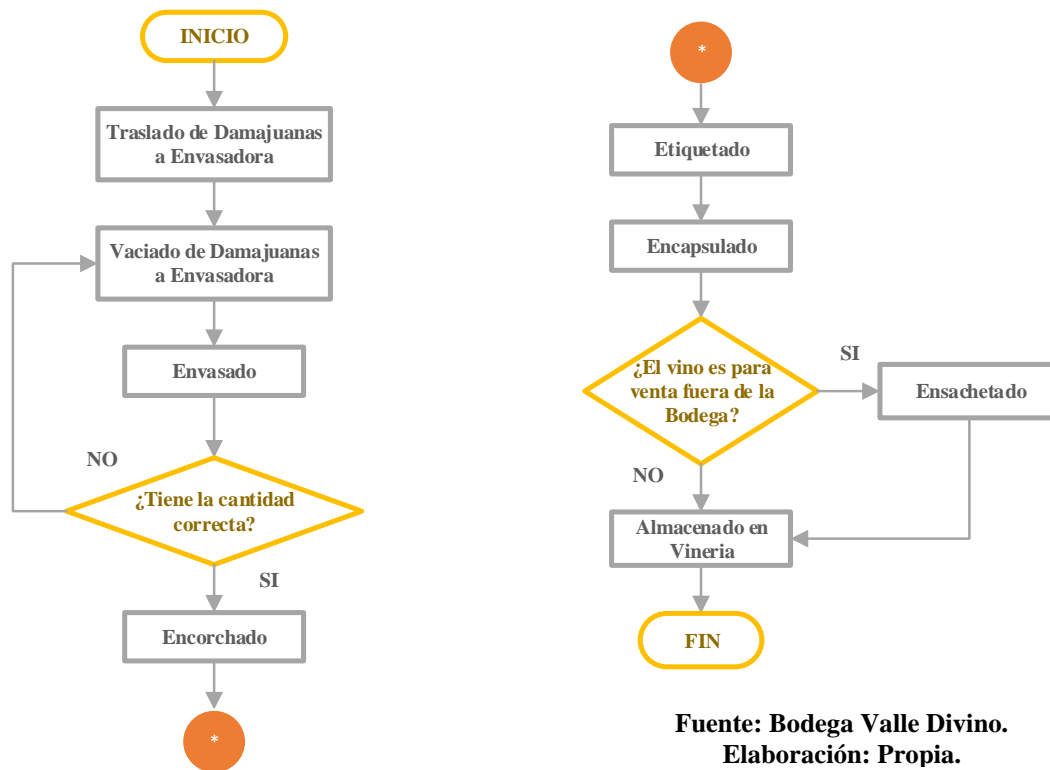 INICIO
Traslado de Damajuanas
a Envasadora
Vaciado de Damajuanas
a Envasadora
Envasado
NO
¿Tiene la cantidad
correcta?
SI
Encorchado
*
*
Etiquetado
Encapsulado
¿El vino es para
venta fuera de la
Bodega?
SI
Ensachetado
NO
Almacenado en
Vineria
FIN
Fuente: Bodega Valle Divino.
Elaboración: Propia.